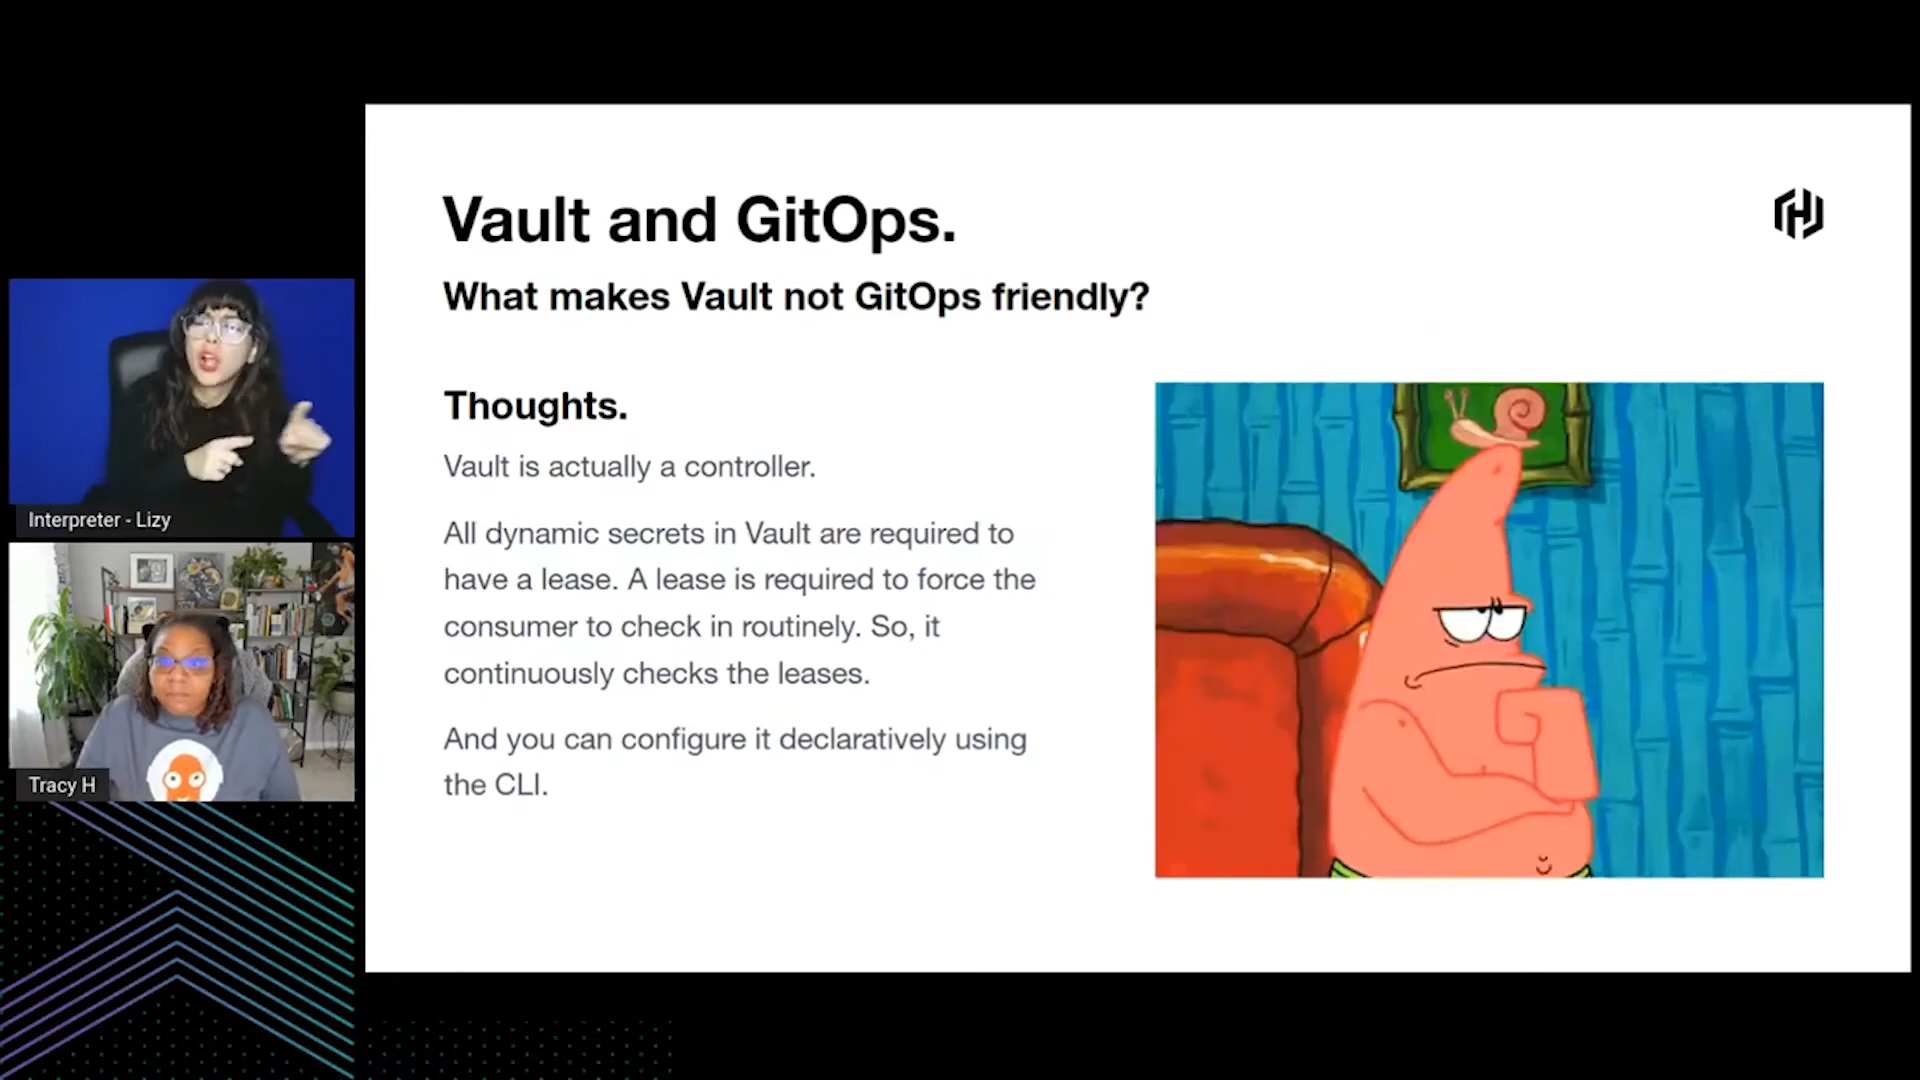 Vault and GitOps.
What makes Vault not GitOps friendly?
Thoughts.
Vault is actually a controller.
All dynamic secrets in Vault are required to
have a lease. A lease is required to force the
consumer to check in routinely. So, it
continuously checks the leases.
And you can configure it declaratively using
the CLI.
Interpreter - Lizy
Tracy H